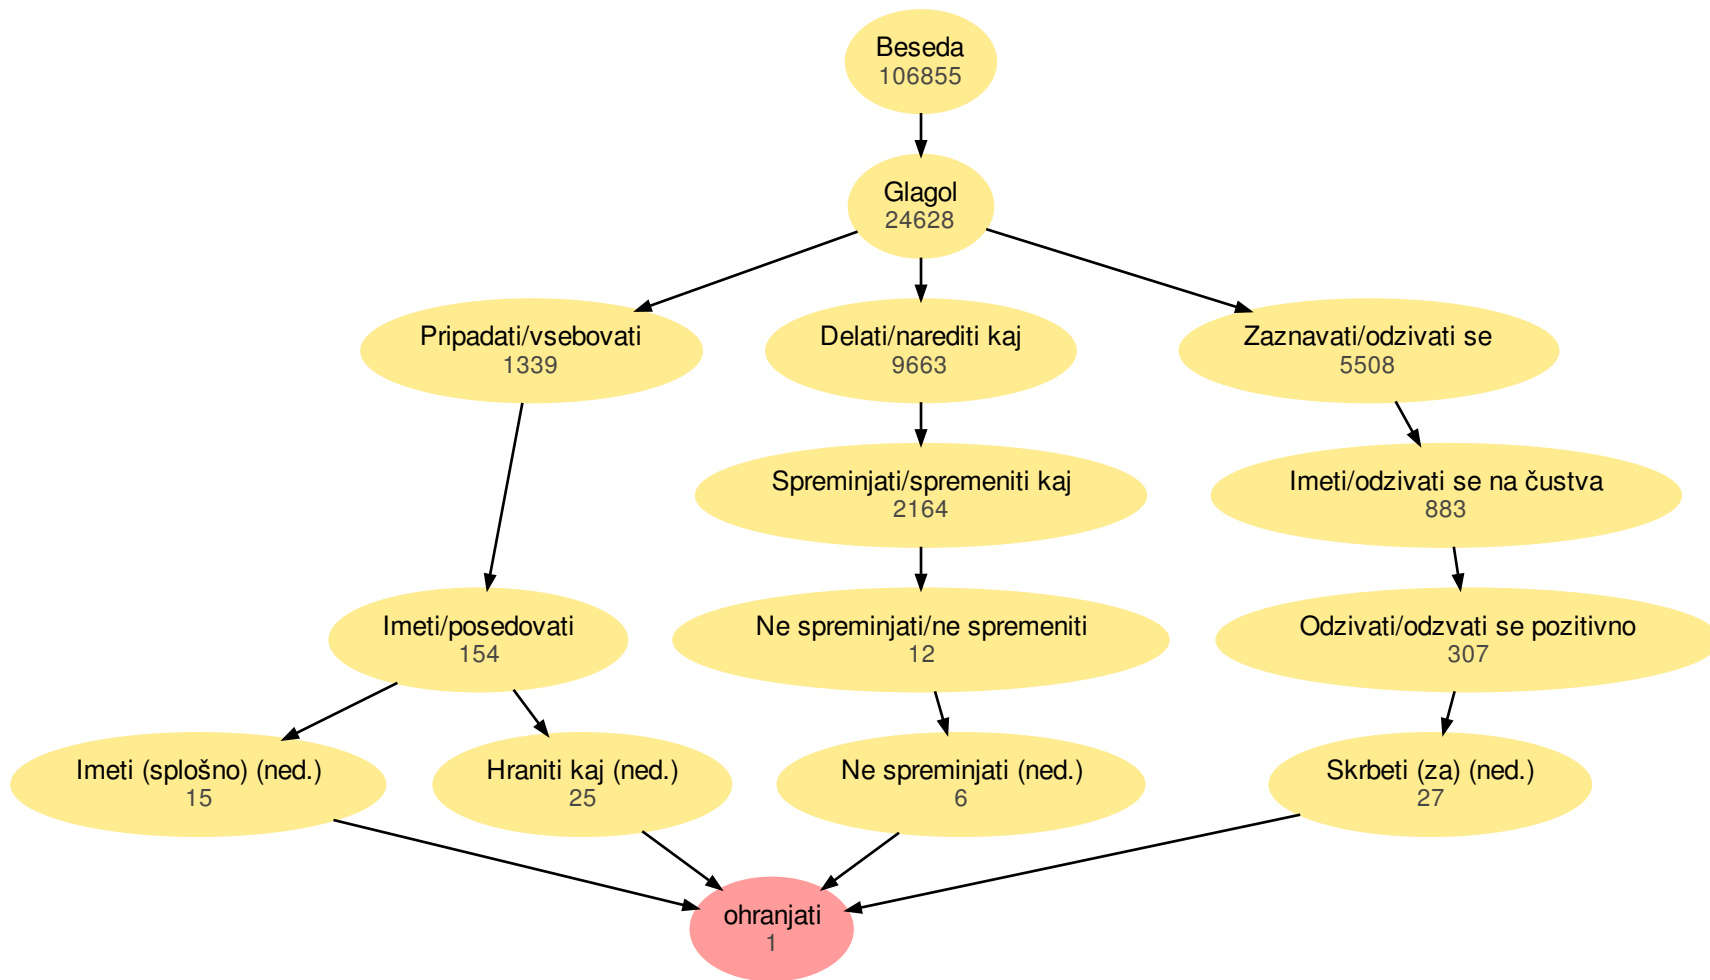 Beseda
106855
Glagol
24628
Pripadati/vsebovati
1339
Delati/narediti kaj
9663
Zaznavati/odzivati se
5508
Spreminjati/spremeniti kaj
2164
Imeti/odzivati se na čustva
883
Imeti/posedovati
154
Ne spreminjati/ne spremeniti
12
Odzivati/odzvati se pozitivno
307
Imeti (splošno) (ned.)
15
Hraniti kaj (ned.)
25
Ne spreminjati (ned.)
6
Skrbeti (za) (ned.)
27
ohranjati
1